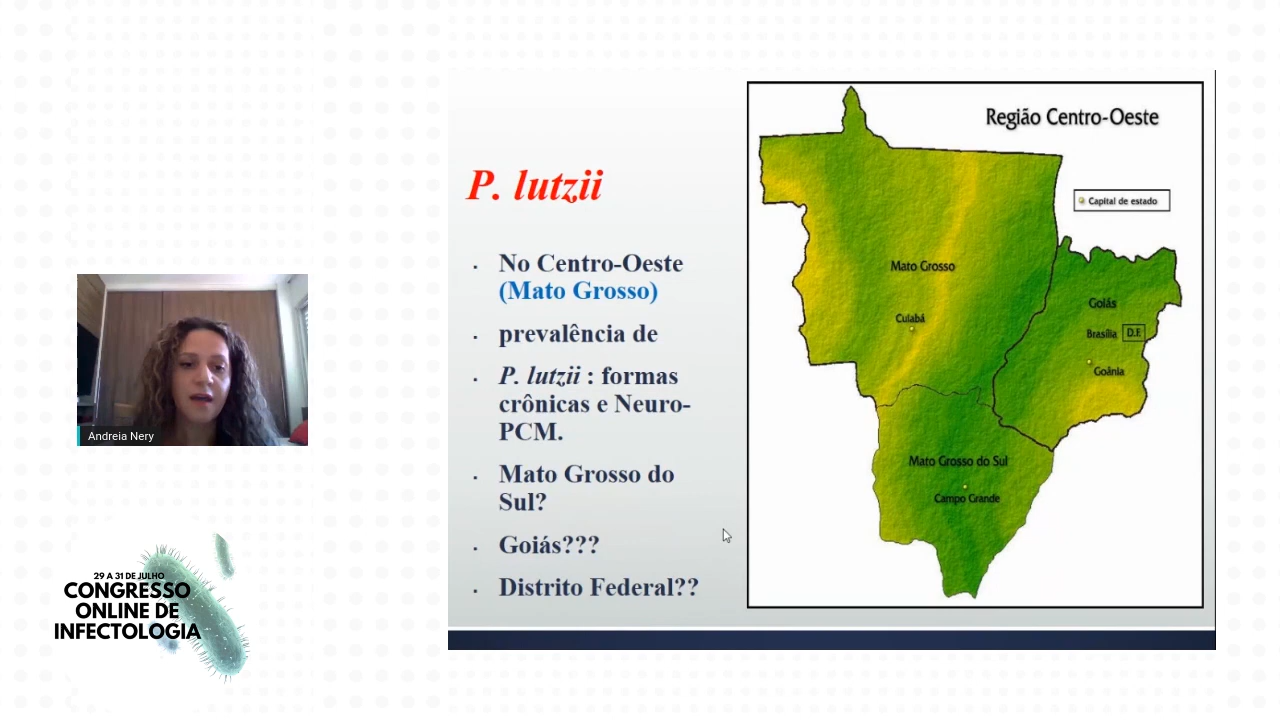 P. lutzii
· No Centro-Oeste
(Mato Grosso)
· prevalência de
· P. lutzii : formas
crônicas e Neuro-
PCM.
· Mato Grosso do
Sul?
· Goiás???
· Distrito Federal??
Região Centro-Oeste
Capital de estado
Mato Grosso
Cuiabá
Goiás
Brasília D.F.
Goiânia
Mato Grosso do Sul
Campo Grande
Andreia Nery
29 A 31 DE JULHO
CONGRESSO
ONLINE DE
INFECTOLOGIA